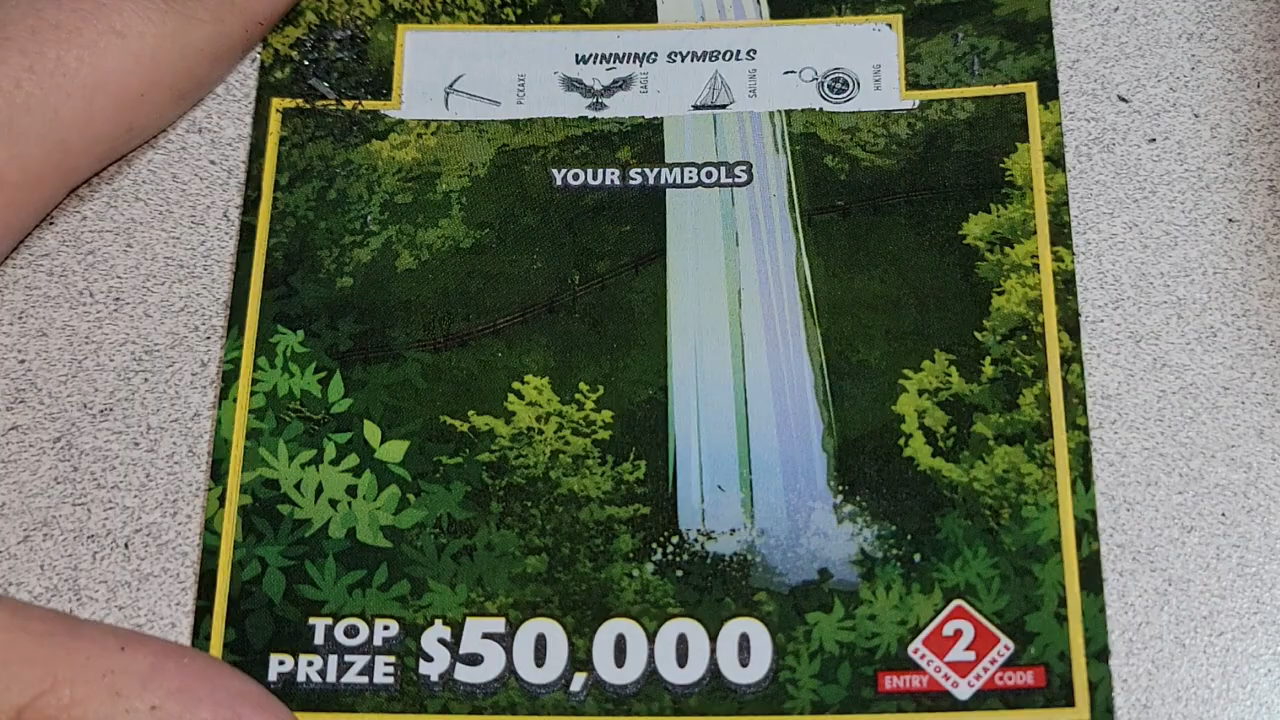 WINNING SYMBOLS
PICKAXE
EAGLE
SAILING
HIKING
YOUR SYMBOLS
TOP PRIZE $50,000
2
SECOND CHANCE
ENTRY CODE